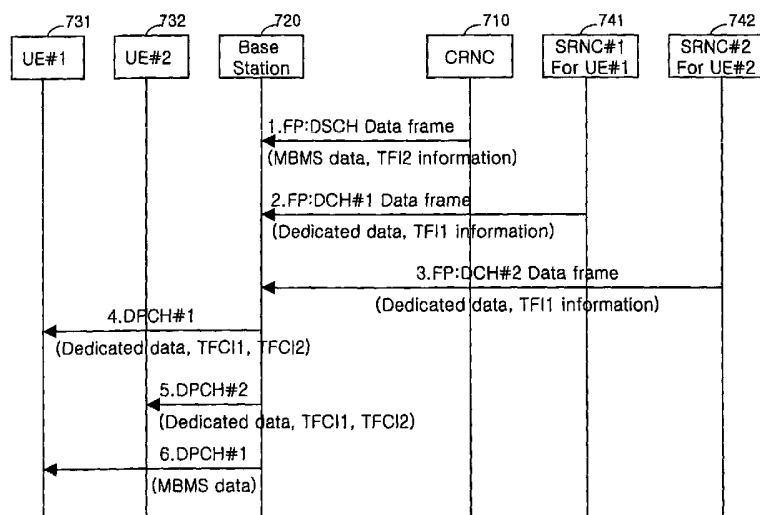 731
732
720
710
741
742
UE#1
UE#2
Base
Station
CRNC
SRNC#1
For UE#1
SRNC#2
For UE#2
1.FP:DSCH Data frame
(MBMS data, TFI2 information)
2.FP:DCH#1 Data frame
(Dedicated data, TFI1 information)
3.FP:DCH#2 Data frame
(Dedicated data, TFI1 information)
4.DPCH#1
(Dedicated data, TFCI1, TFCI2)
5.DPCH#2
(Dedicated data, TFCI1, TFCI2)
6.DPCH#1
(MBMS data)